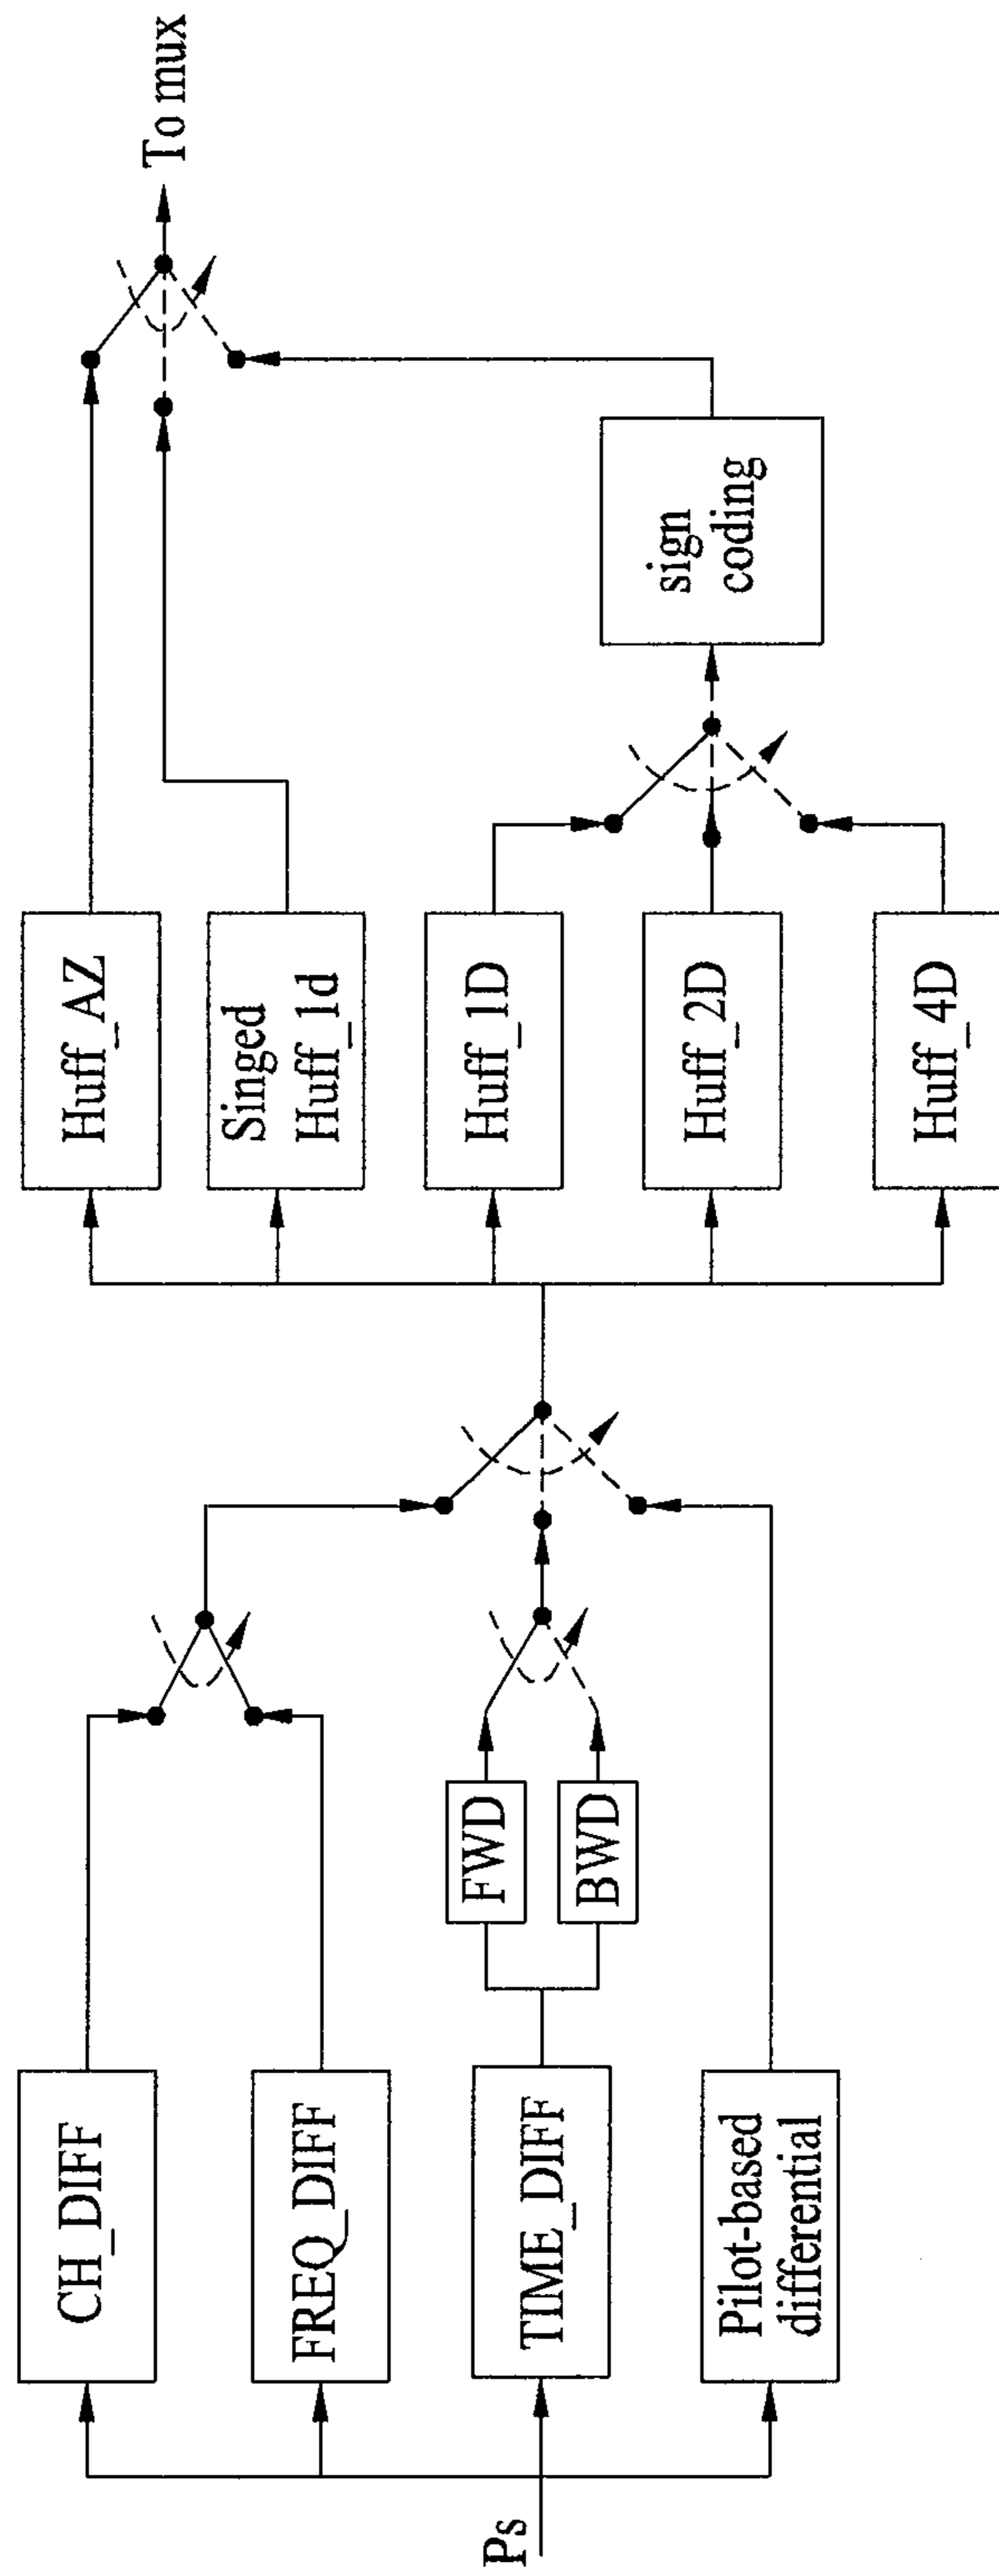 Ps
CH_DIFF
FREQ_DIFF
TIME_DIFF
Pilot-based
differential
FWD
BWD
Huff_AZ
Singed
Huff_1d
Huff_1D
Huff_2D
Huff_4D
sign
coding
To mux